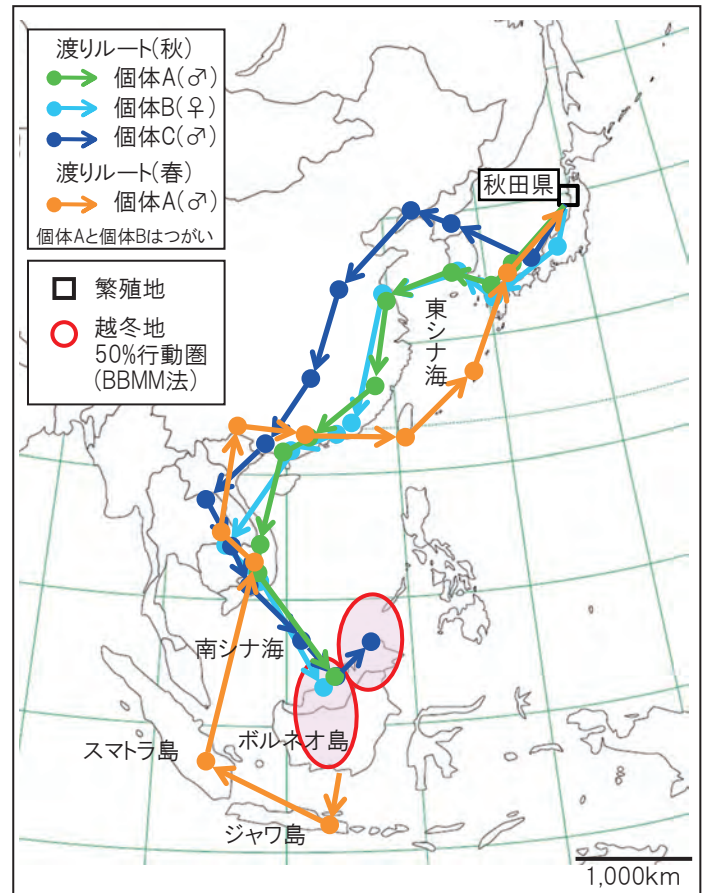 渡りルート(秋)
個体A(♂)
個体B(♀)
個体C(♂)
渡りルート(春)
個体A(♂)
個体Aと個体Bはつがい
繁殖地
越冬地
50%行動圏
(BBMM法)
秋田県
東シナ海
南シナ海
スマトラ島
ボルネオ島
ジャワ島
1,000km